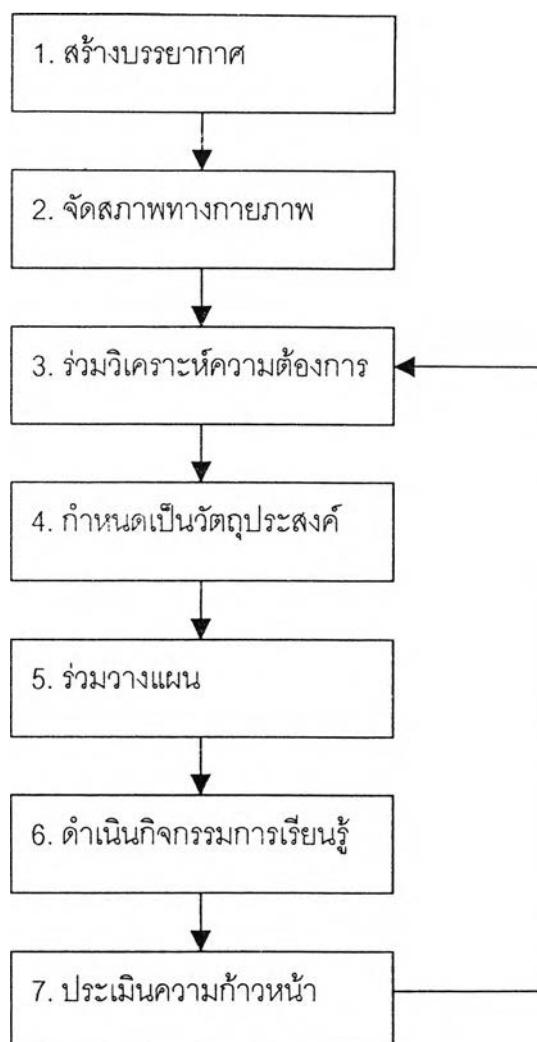 1. สร้างบรรยากาศ
2. จัดสภาพทางกายภาพ
3. ร่วมวิเคราะห์ความต้องการ
4. กำหนดเป็นวัตถุประสงค์
5. ร่วมวางแผน
6. ดำเนินกิจกรรมการเรียนรู้
7. ประเมินความก้าวหน้า